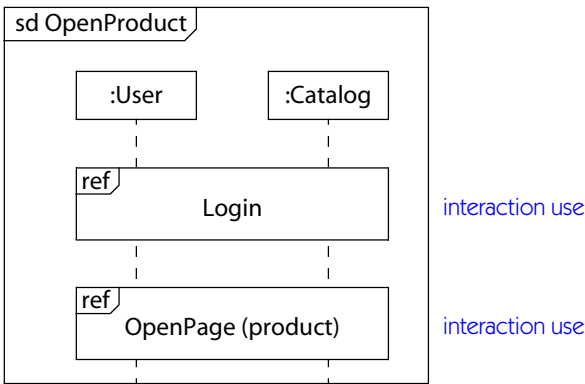 sd OpenProduct
:User
:Catalog
ref
Login
interaction use
ref
OpenPage (product)
interaction use